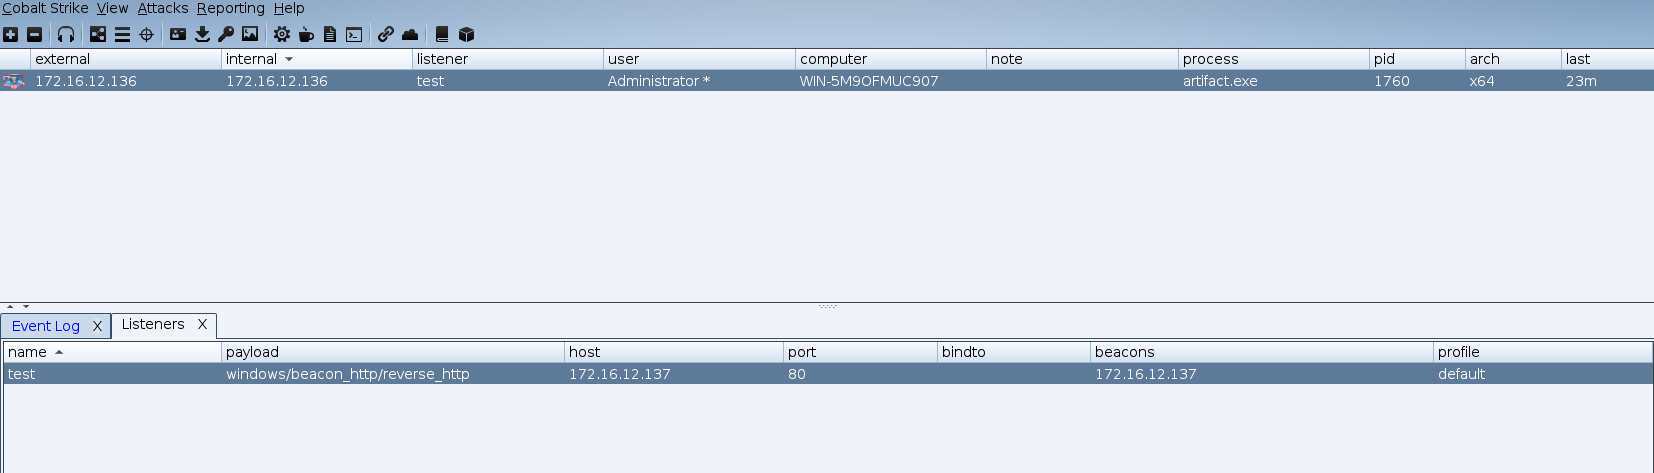 Cobalt Strike View Attacks Reporting Help
external internal listener user computer note process pid arch last
172.16.12.136 172.16.12.136 test Administrator * WIN-5M9OFMUC907 artifact.exe 1760 x64 23m
Event Log X Listeners X
name payload host port bindto beacons profile
test windows/beacon_http/reverse_http 172.16.12.137 80 172.16.12.137 default